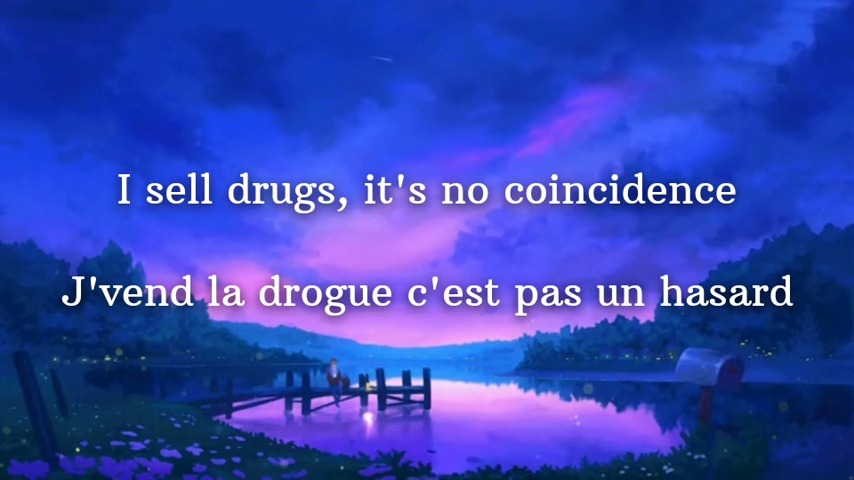 I sell drugs, it's no coincidence
J'vend la drogue c'est pas un hasard